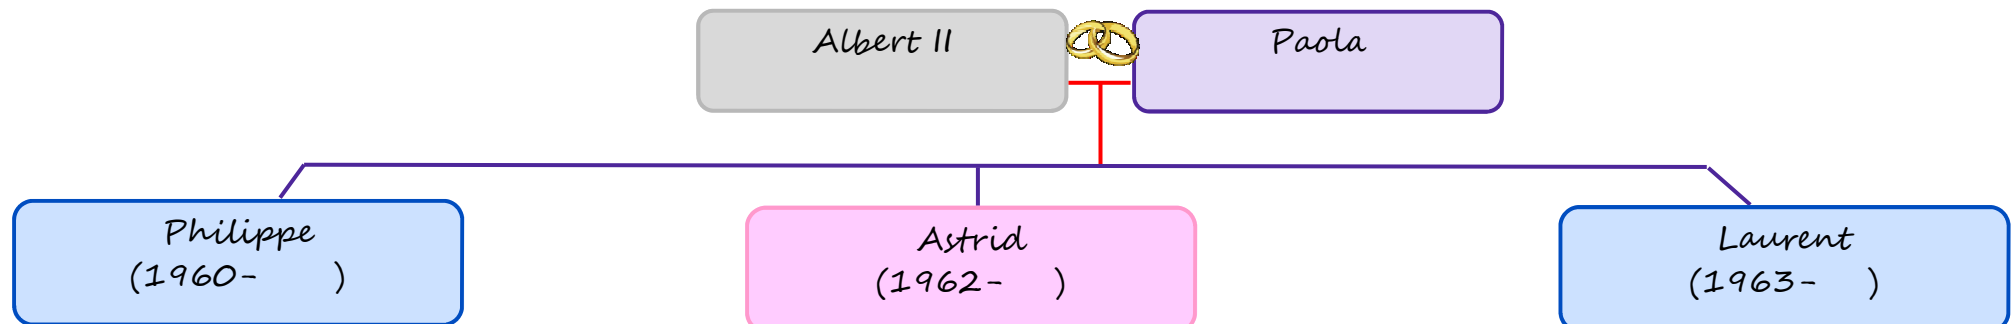 Albert II
Paola
Philippe
(1960-      )
Astrid
(1962-    )
Laurent
(1963-    )